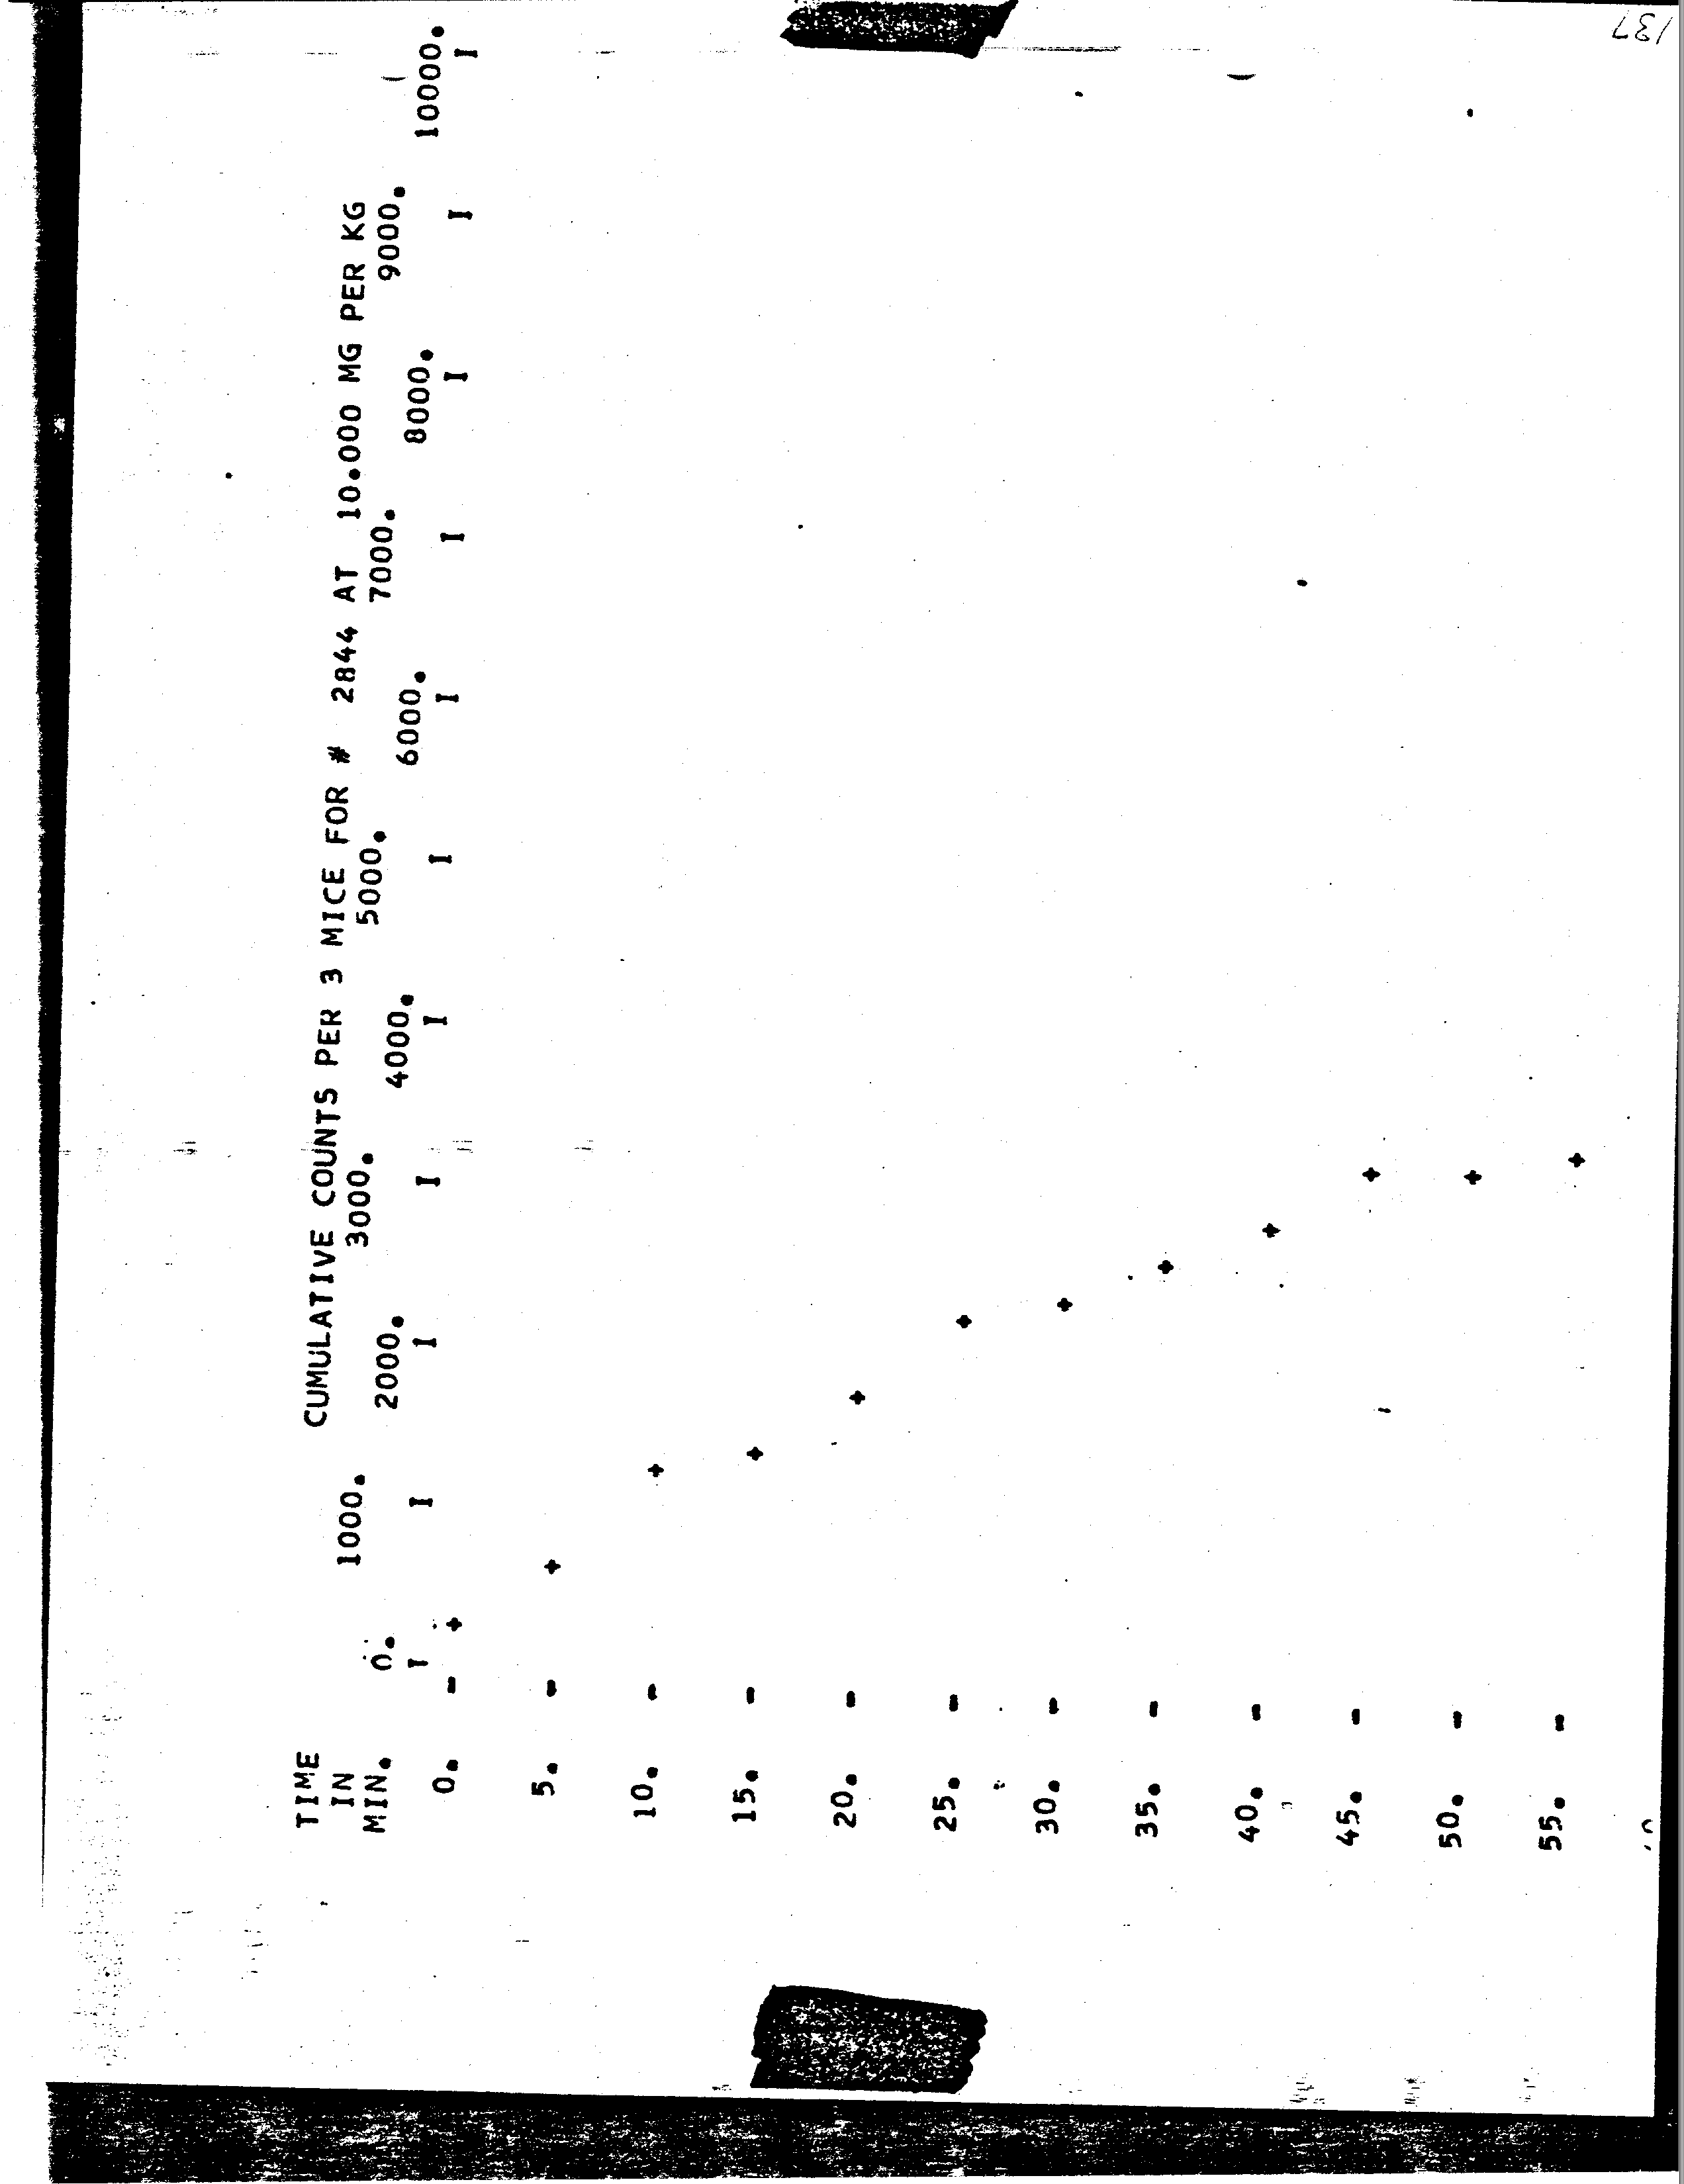 137
TIME CUMULATIVE COUNTS PER 3 MICE FOR # 2844 AT 10.000 MG PER KG
IN 1000. 3000. 5000. 7000. 9000.
MIN. 0. 2000. 4000. 6000. 8000. 10000.
I I I I I I I I I I I
0. - +
5. - +
10. - +
15. - +
20. - +
25. - +
30. - +
35. - +
40. - +
45. - +
50. - +
55. - +